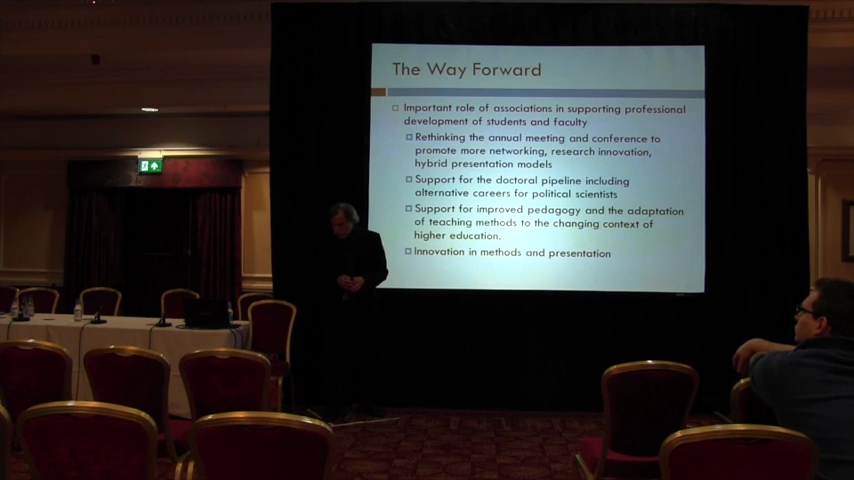 The Way Forward
Important role of associations in supporting professional
development of students and faculty
Rethinking the annual meeting and conference to
promote more networking, research innovation,
hybrid presentation models
Support for the doctoral pipeline including
alternative careers for political scientists
Support for improved pedagogy and the adaptation
of teaching methods to the changing context of
higher education.
Innovation in methods and presentation